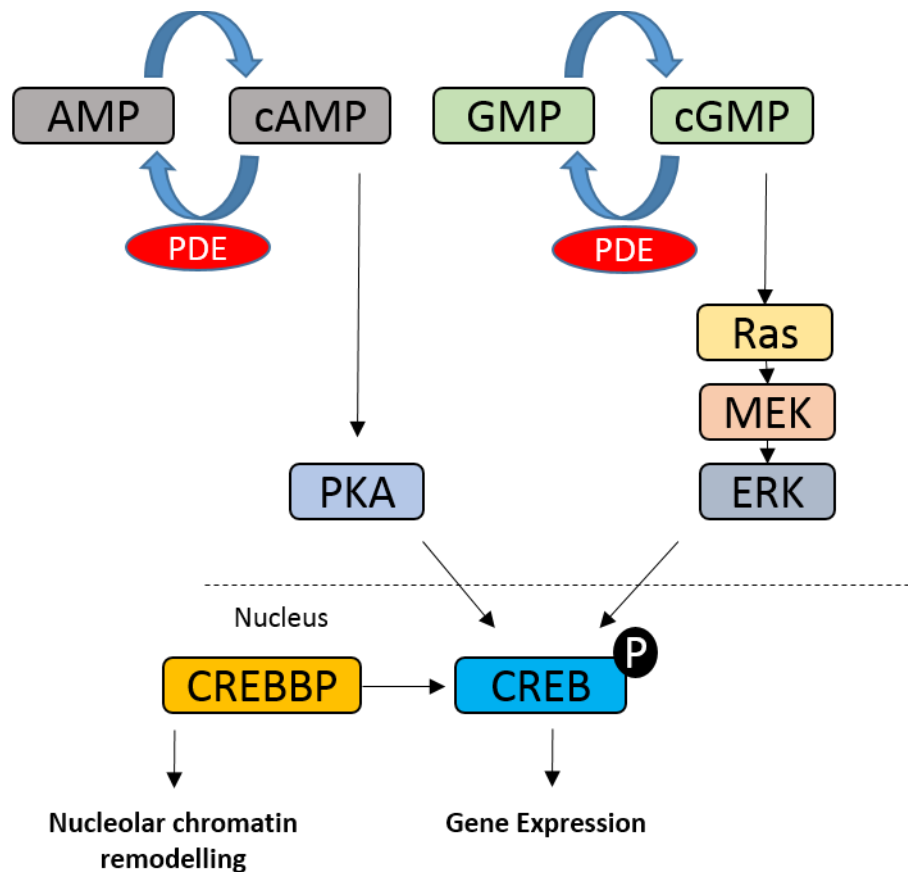 AMP
cAMP
GMP
cGMP
PDE
PDE
Ras
MEK
PKA
ERK
Nucleus
P
CREBBP
CREB
Nucleolar chromatin
remodelling
Gene Expression